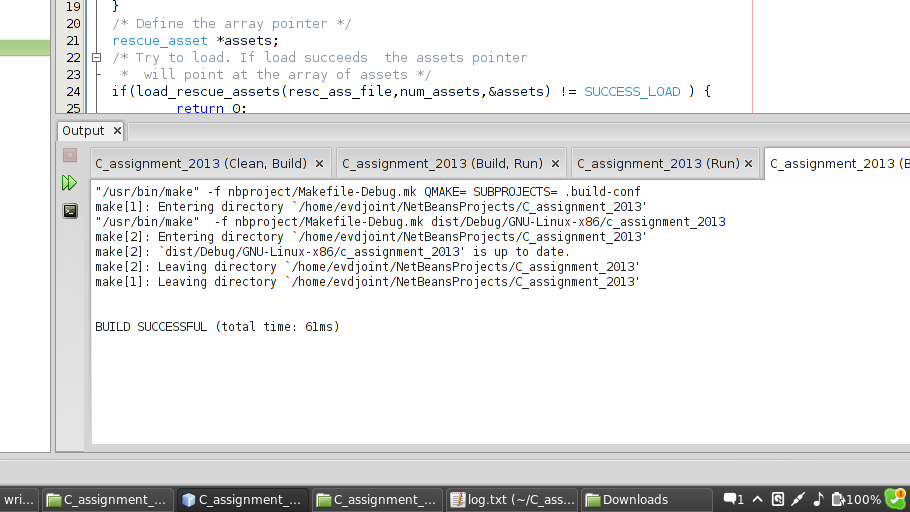 19 }
20 /* Define the array pointer */
21 rescue_asset *assets;
22 /* Try to load. If load succeeds  the assets pointer
23  *  will point at the array of assets */
24 if(load_rescue_assets(resc_ass_file,num_assets,&assets) != SUCCESS_LOAD ) {
25 return 0;
Output
C_assignment_2013 (Clean, Build) C_assignment_2013 (Build, Run) C_assignment_2013 (Run) C_assignment_2013 (B
"/usr/bin/make" -f nbproject/Makefile-Debug.mk QMAKE= SUBPROJECTS= .build-conf
make[1]: Entering directory `/home/evdjoint/NetBeansProjects/C_assignment_2013'
"/usr/bin/make"  -f nbproject/Makefile-Debug.mk dist/Debug/GNU-Linux-x86/c_assignment_2013
make[2]: Entering directory `/home/evdjoint/NetBeansProjects/C_assignment_2013'
make[2]: `dist/Debug/GNU-Linux-x86/c_assignment_2013' is up to date.
make[2]: Leaving directory `/home/evdjoint/NetBeansProjects/C_assignment_2013'
make[1]: Leaving directory `/home/evdjoint/NetBeansProjects/C_assignment_2013'
BUILD SUCCESSFUL (total time: 61ms)
wri... C_assignment_... C_assignment_... C_assignment_... log.txt (~/C_ass... Downloads 1 100% 1